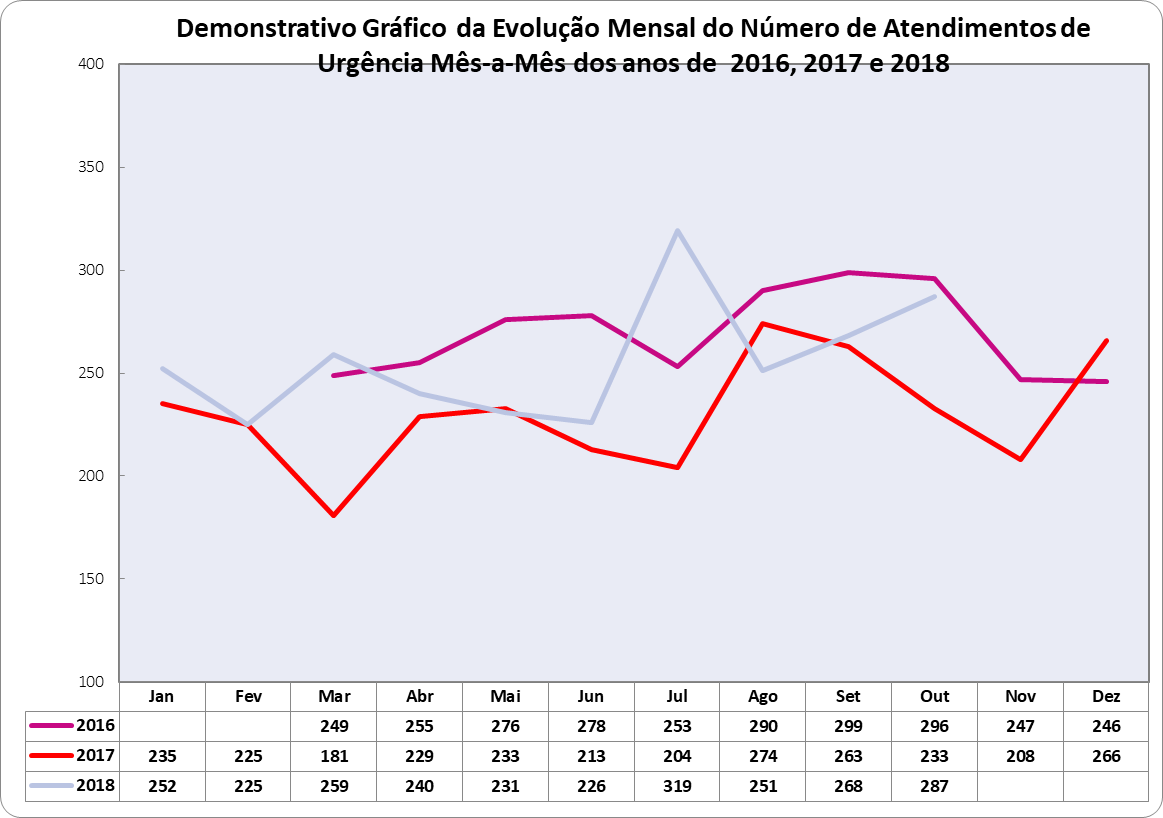 Demonstrativo Gráfico da Evolução Mensal do Número de Atendimentos de
Urgência Mês-a-Mês dos anos de 2016, 2017 e 2018
400
350
300
250
200
150
100
Jan Fev Mar Abr Mai Jun Jul Ago Set Out Nov Dez
2016 249 255 276 278 253 290 299 296 247 246
2017 235 225 181 229 233 213 204 274 263 233 208 266
2018 252 225 259 240 231 226 319 251 268 287